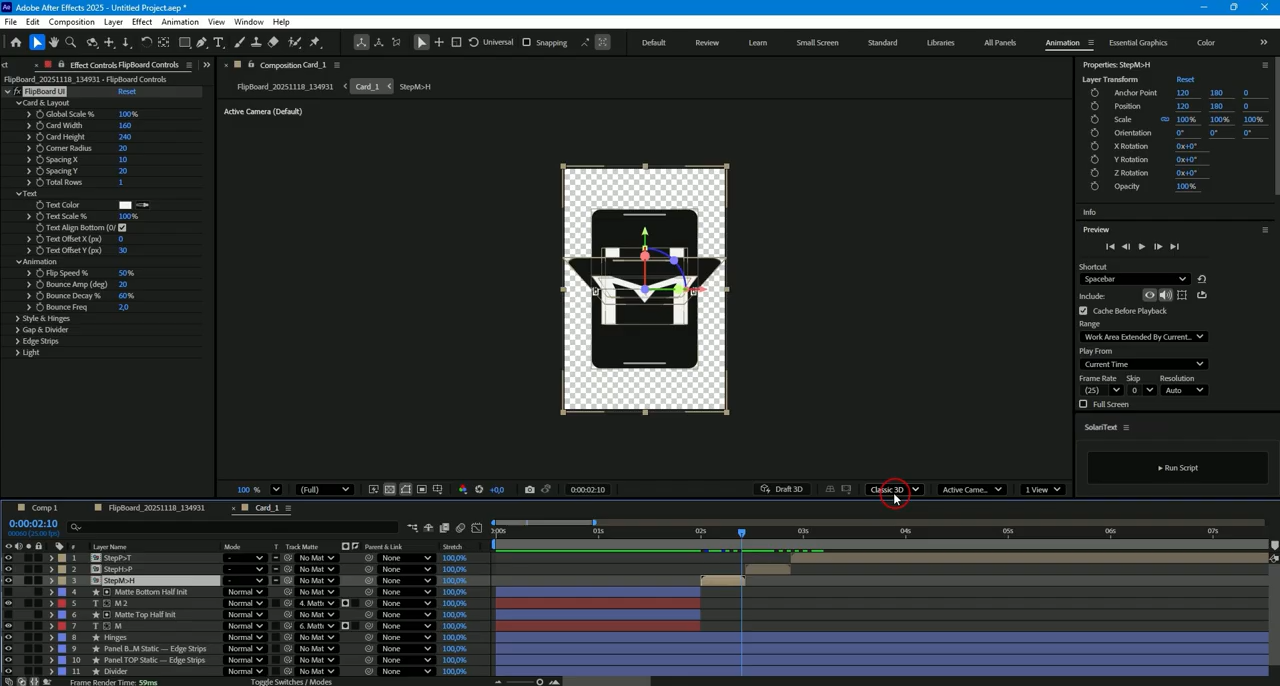 Adobe After Effects 2025 - Untitled Project.aep *
File Edit Composition Layer Effect Animation View Window Help
Universal Snapping Default Review Learn Small Screen Standard Libraries All Panels Animation Essential Graphics Color
Effect Controls FlipBoard Controls
FlipBoard_20251118_134931 • FlipBoard Controls
fx FlipBoard UI Reset
Card & Layout
Global Scale % 100%
Card Width 160
Card Height 240
Corner Radius 20
Spacing X 10
Spacing Y 20
Total Rows 1
Text
Text Color
Text Scale % 100%
Text Align Bottom (0/
Text Offset X (px) 0
Text Offset Y (px) 30
Animation
Flip Speed % 50%
Bounce Amp (deg) 20
Bounce Decay % 60%
Bounce Freq 2,0
Style & Hinges
Gap & Divider
Edge Strips
Light
Composition Card_1
FlipBoard_20251118_134931 Card_1 StepM>H
Active Camera (Default)
100 % (Full) +0,0 0:00:02:10 Draft 3D Classic 3D Active Came... 1 View
Properties: StepM>H
Layer Transform Reset
Anchor Point 120 180 0
Position 120 180 0
Scale 100% 100% 100%
Orientation 0° 0° 0°
X Rotation 0x+0°
Y Rotation 0x+0°
Z Rotation 0x+0°
Opacity 100%
Info
Preview
Shortcut
Spacebar
Include:
Cache Before Playback
Range
Work Area Extended By Current...
Play From
Current Time
Frame Rate Skip Resolution
(25) 0 Auto
Full Screen
SolariText
Run Script
Comp 1 FlipBoard_20251118_134931 Card_1
0:00:02:10
00060 (25.00 fps)
:00s 01s 02s 03s 04s 05s 06s 07s
# Layer Name Mode T Track Matte Parent & Link Stretch
1 StepP>T - No Mat None 100,0%
2 StepH>P - No Mat None 100,0%
3 StepM>H - No Mat None 100,0%
4 Matte Bottom Half Init Normal No Mat None 100,0%
5 T M 2 Normal 4. Matt None 100,0%
6 Matte Top Half Init Normal No Mat None 100,0%
7 T M Normal 6. Matt None 100,0%
8 Hinges Normal No Mat None 100,0%
9 Panel B...M Static — Edge Strips Normal No Mat None 100,0%
10 Panel TOP Static — Edge Strips Normal No Mat None 100,0%
11 Divider Normal No Mat None 100,0%
Frame Render Time: 59ms Toggle Switches / Modes